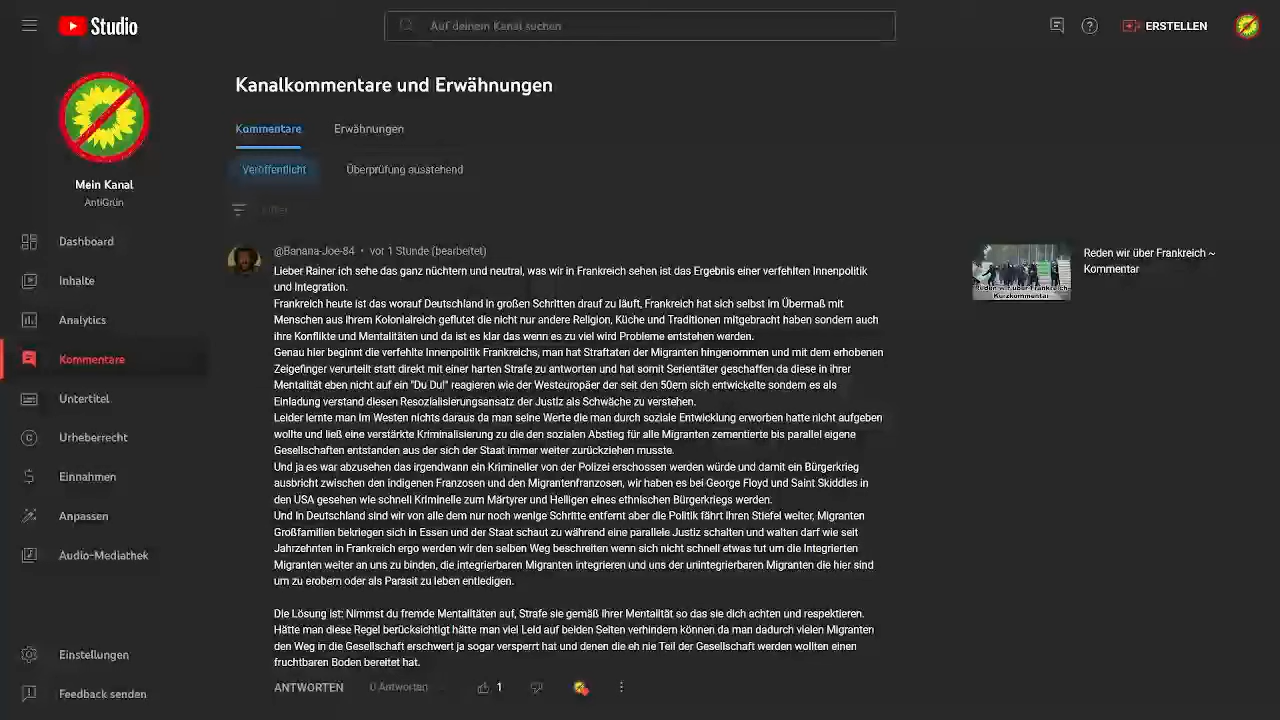 Studio
Auf deinem Kanal suchen
ERSTELLEN
Mein Kanal
AntiGrün
Dashboard
Inhalte
Analytics
Kommentare
Untertitel
Urheberrecht
Einnahmen
Anpassen
Audio-Mediathek
Einstellungen
Feedback senden
Kanalkommentare und Erwähnungen
Kommentare Erwähnungen
Veröffentlicht Überprüfung ausstehend
Filter
@Banana-Joe-84 • vor 1 Stunde (bearbeitet)
Lieber Rainer ich sehe das ganz nüchtern und neutral, was wir in Frankreich sehen ist das Ergebnis einer verfehlten Innenpolitik
und Integration.
Frankreich heute ist das worauf Deutschland in großen Schritten drauf zu läuft, Frankreich hat sich selbst im Übermaß mit
Menschen aus ihrem Kolonialreich geflutet die nicht nur andere Religion, Küche und Traditionen mitgebracht haben sondern auch
ihre Konflikte und Mentalitäten und da ist es klar das wenn es zu viel wird Probleme entstehen werden.
Genau hier beginnt die verfehlte Innenpolitik Frankreichs, man hat Straftaten der Migranten hingenommen und mit dem erhobenen
Zeigefinger verurteilt statt direkt mit einer harten Strafe zu antworten und hat somit Serientäter geschaffen da diese in ihrer
Mentalität eben nicht auf ein "Du Du!" reagieren wie der Westeuropäer der seit den 50ern sich entwickelte sondern es als
Einladung verstand diesen Resozialisierungsansatz der Justiz als Schwäche zu verstehen.
Leider lernte man im Westen nichts daraus da man seine Werte die man durch soziale Entwicklung erworben hatte nicht aufgeben
wollte und ließ eine verstärkte Kriminalisierung zu die den sozialen Abstieg für alle Migranten zementierte bis parallel eigene
Gesellschaften entstanden aus der sich der Staat immer weiter zurückziehen musste.
Und ja es war abzusehen das irgendwann ein Krimineller von der Polizei erschossen werden würde und damit ein Bürgerkrieg
ausbricht zwischen den indigenen Franzosen und den Migrantenfranzosen, wir haben es bei George Floyd und Saint Skiddles in
den USA gesehen wie schnell Kriminelle zum Märtyrer und Heiligen eines ethnischen Bürgerkriegs werden.
Und in Deutschland sind wir von alle dem nur noch wenige Schritte entfernt aber die Politik fährt ihren Stiefel weiter, Migranten
Großfamilien bekriegen sich in Essen und der Staat schaut zu während eine parallele Justiz schalten und walten darf wie seit
Jahrzehnten in Frankreich ergo werden wir den selben Weg beschreiten wenn sich nicht schnell etwas tut um die Integrierten
Migranten weiter an uns zu binden, die integrierbaren Migranten integrieren und uns der unintegrierbaren Migranten die hier sind
um zu erobern oder als Parasit zu leben entledigen.
Die Lösung ist: Nimmst du fremde Mentalitäten auf, Strafe sie gemäß ihrer Mentalität so das sie dich achten und respektieren.
Hätte man diese Regel berücksichtigt hätte man viel Leid auf beiden Seiten verhindern können da man dadurch vielen Migranten
den Weg in die Gesellschaft erschwert ja sogar versperrt hat und denen die eh nie Teil der Gesellschaft werden wollten einen
fruchtbaren Boden bereitet hat.
ANTWORTEN 0 Antworten 1
Reden wir über Frankreich-
Kurzkommentar
Reden wir über Frankreich ~
Kommentar